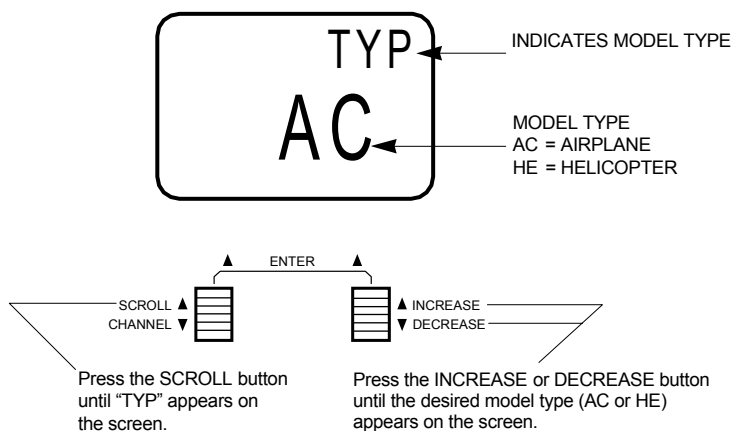 TYP
INDICATES MODEL TYPE
AC
MODEL TYPE
AC = AIRPLANE
HE = HELICOPTER
▲ ENTER ▲
SCROLL ▲
CHANNEL ▼
▲ INCREASE
▼ DECREASE
Press the SCROLL button
until “TYP” appears on
the screen.
Press the INCREASE or DECREASE button
until the desired model type (AC or HE)
appears on the screen.